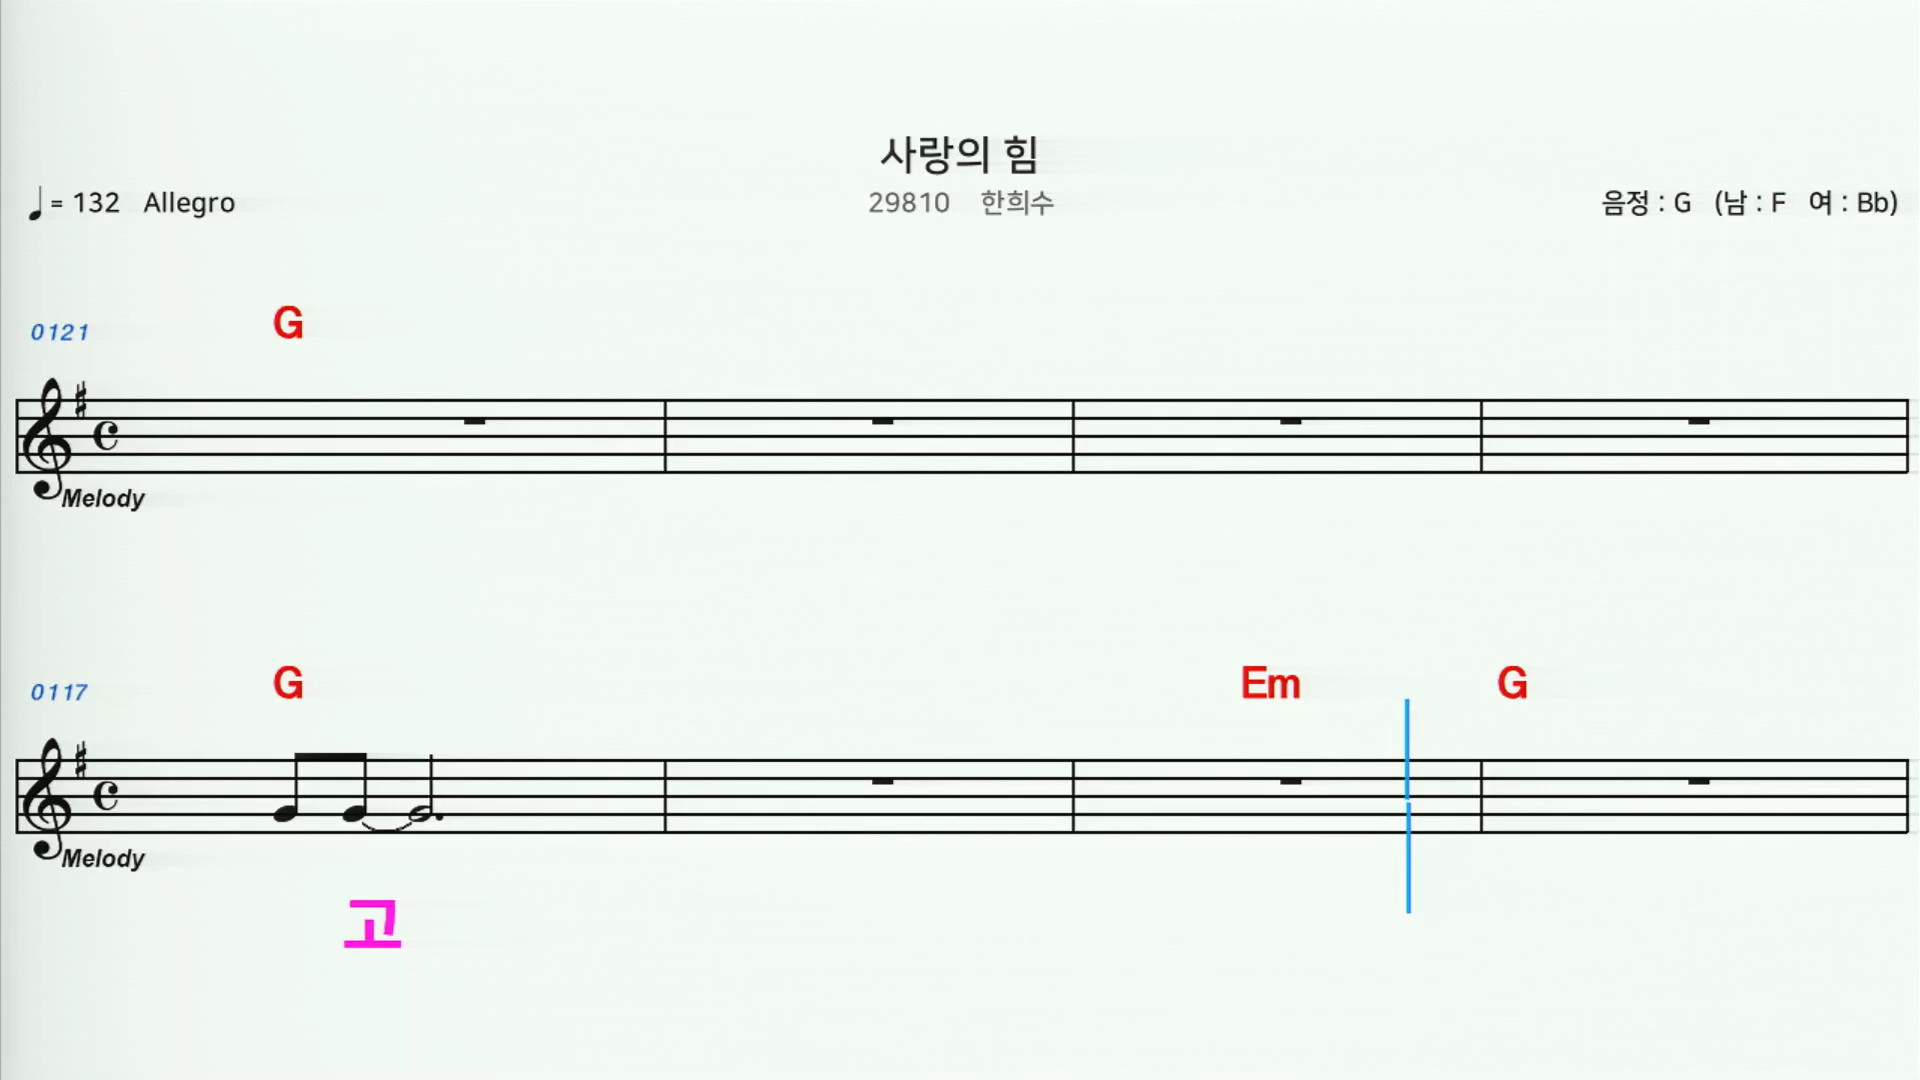 사랑의 힘
= 132 Allegro
29810 한희수
음정 : G (남 : F 여 : Bb)
0121 G
Melody
0117 G Em G
Melody
고